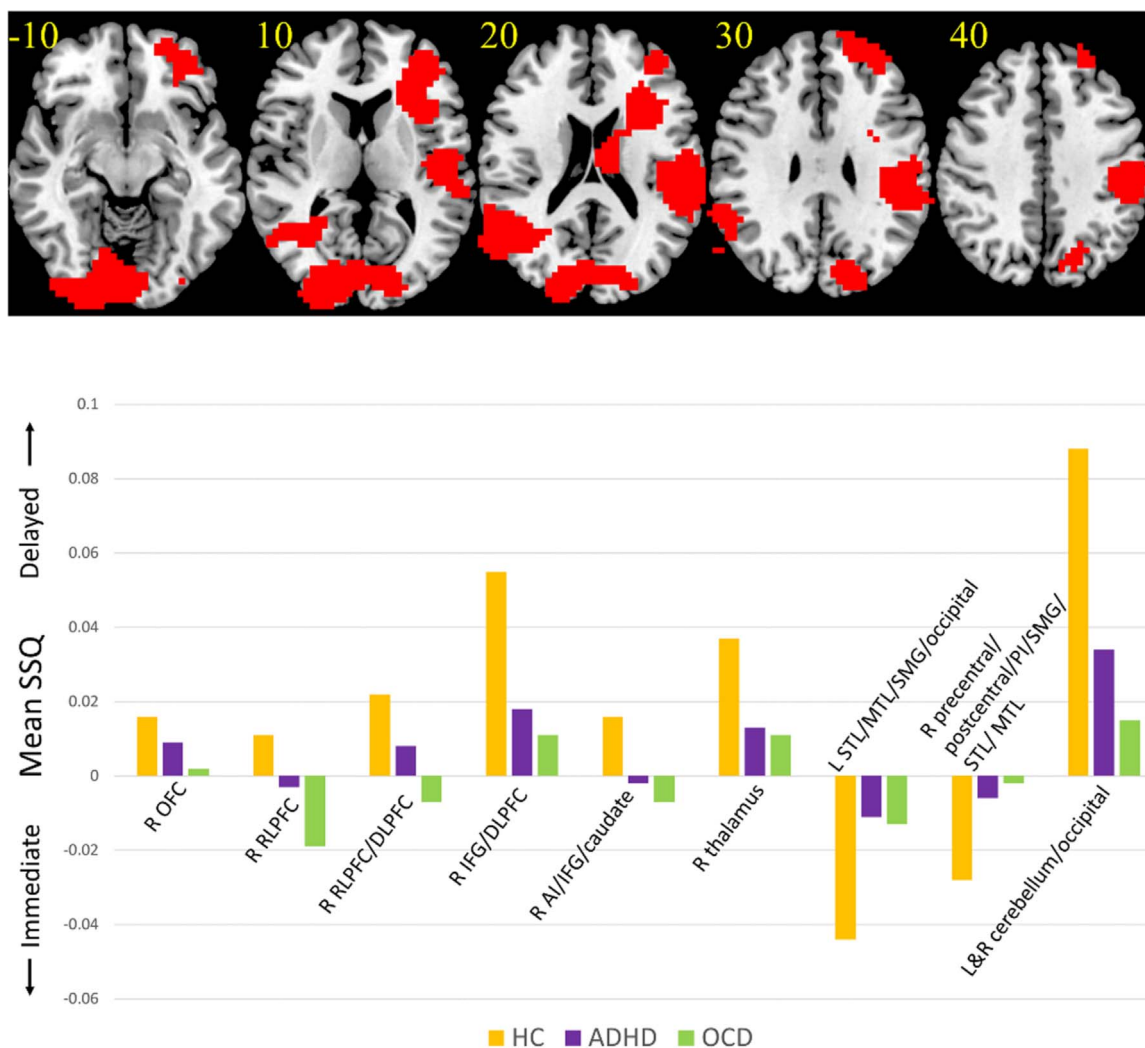 -10
10
20
30
40
0.1
0.08
0.06
0.04
0.02
0
-0.02
-0.04
-0.06
Delayed
Mean SSQ
Immediate
R OFC
R RLPFC
R RLPFC/DLPFC
R IFG/DLPFC
R AI/IFG/caudate
R thalamus
L STL/MTL/SMG/occipital
R precentral/
postcentral/PI/SMG/
STL/ MTL
L&R cerebellum/occipital
HC
ADHD
OCD